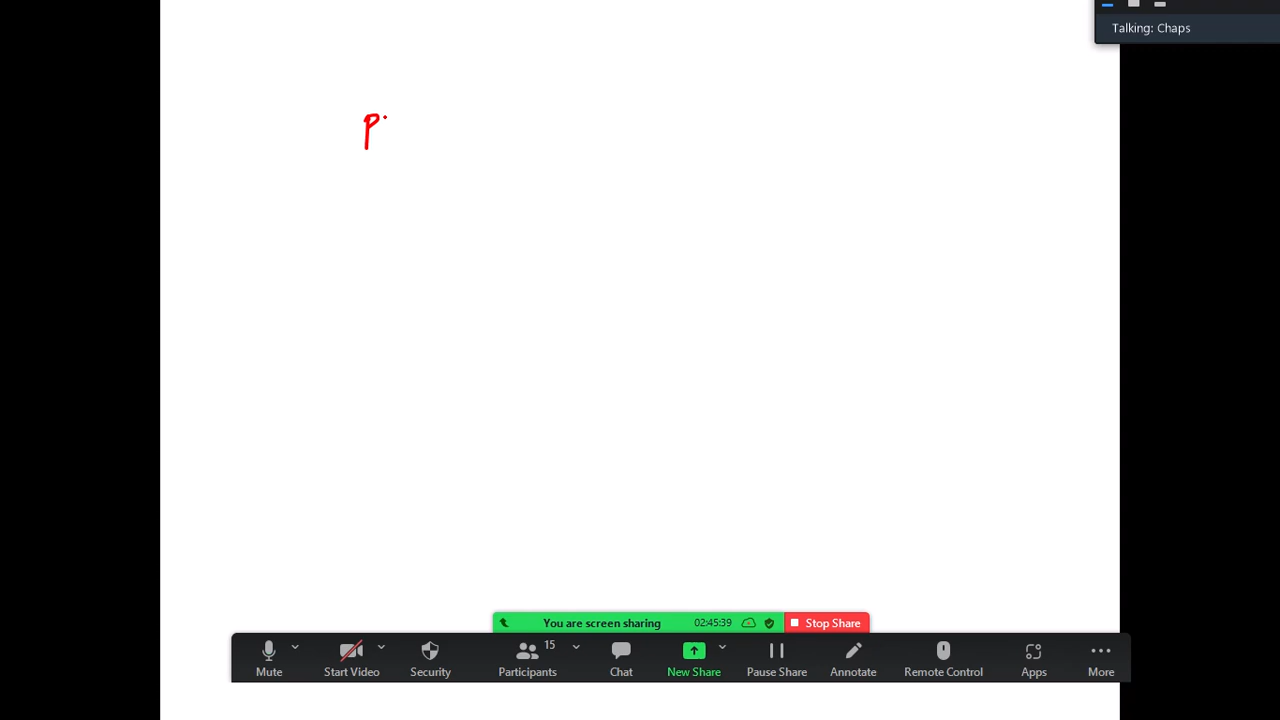 Talking: Chaps
P
You are screen sharing 02:45:39 Stop Share
15
Mute Start Video Security Participants Chat New Share Pause Share Annotate Remote Control Apps More